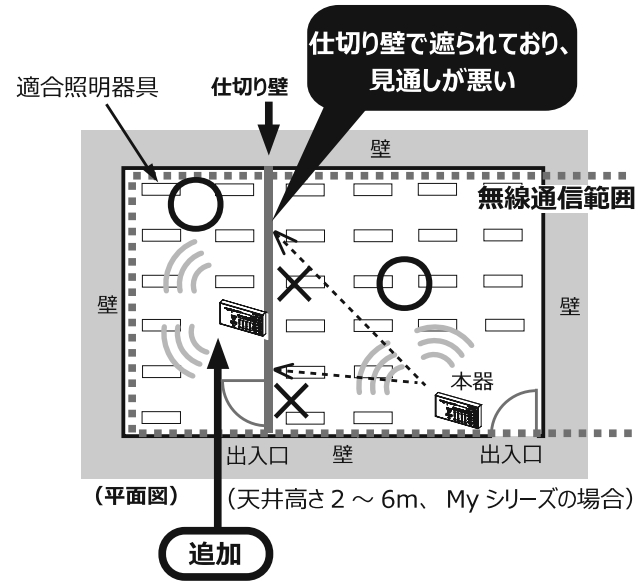 仕切り壁で遮られており、
見通しが悪い
適合照明器具
仕切り壁
壁
無線通信範囲
壁
壁
本器
出入口
壁
出入口
(平面図)
(天井高さ2～6m、Myシリーズの場合)
追加